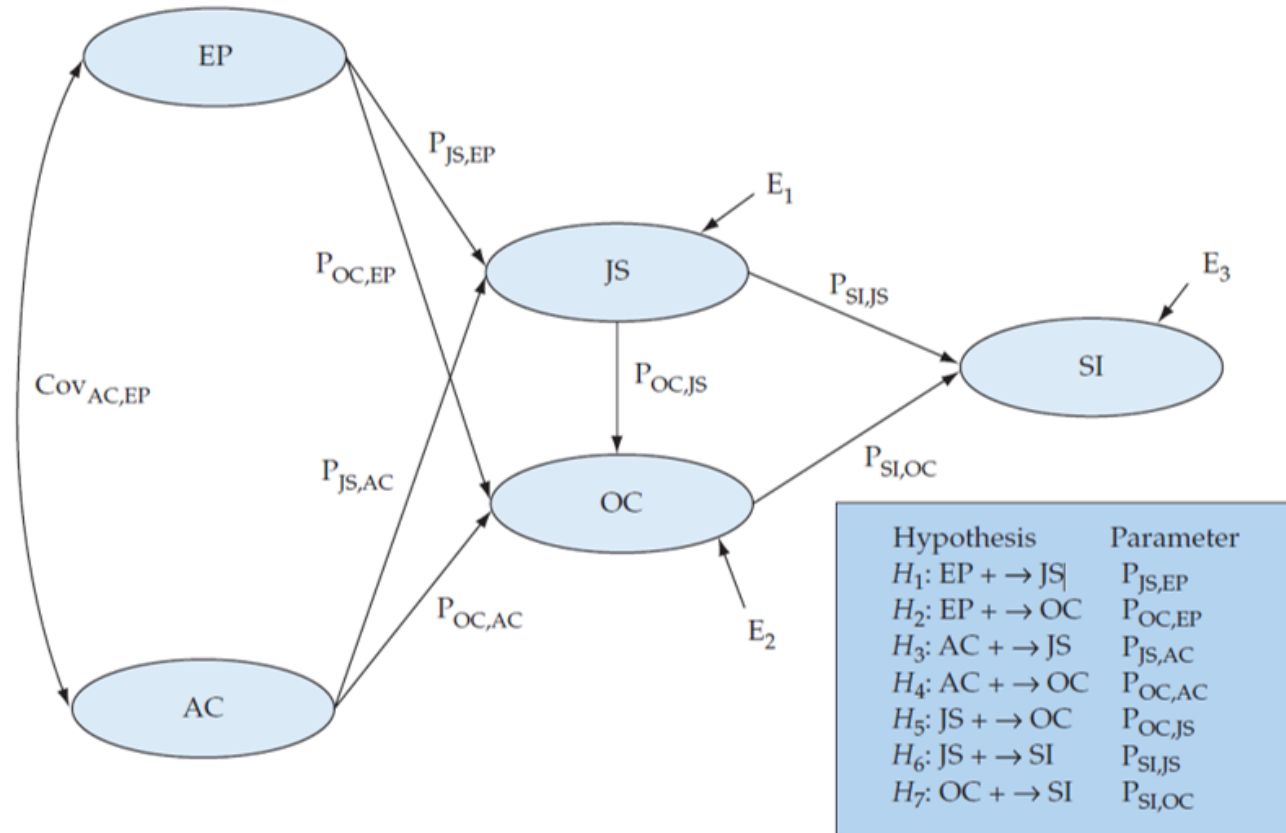 EP
P_JS,EP
E_1
P_OC,EP
JS
E_3
P_SI,JS
SI
Cov_AC,EP
P_OC,JS
P_SI,OC
P_JS,AC
OC
P_OC,AC
E_2
AC
Hypothesis Parameter
H_1: EP + → JS P_JS,EP
H_2: EP + → OC P_OC,EP
H_3: AC + → JS P_JS,AC
H_4: AC + → OC P_OC,AC
H_5: JS + → OC P_OC,JS
H_6: JS + → SI P_SI,JS
H_7: OC + → SI P_SI,OC